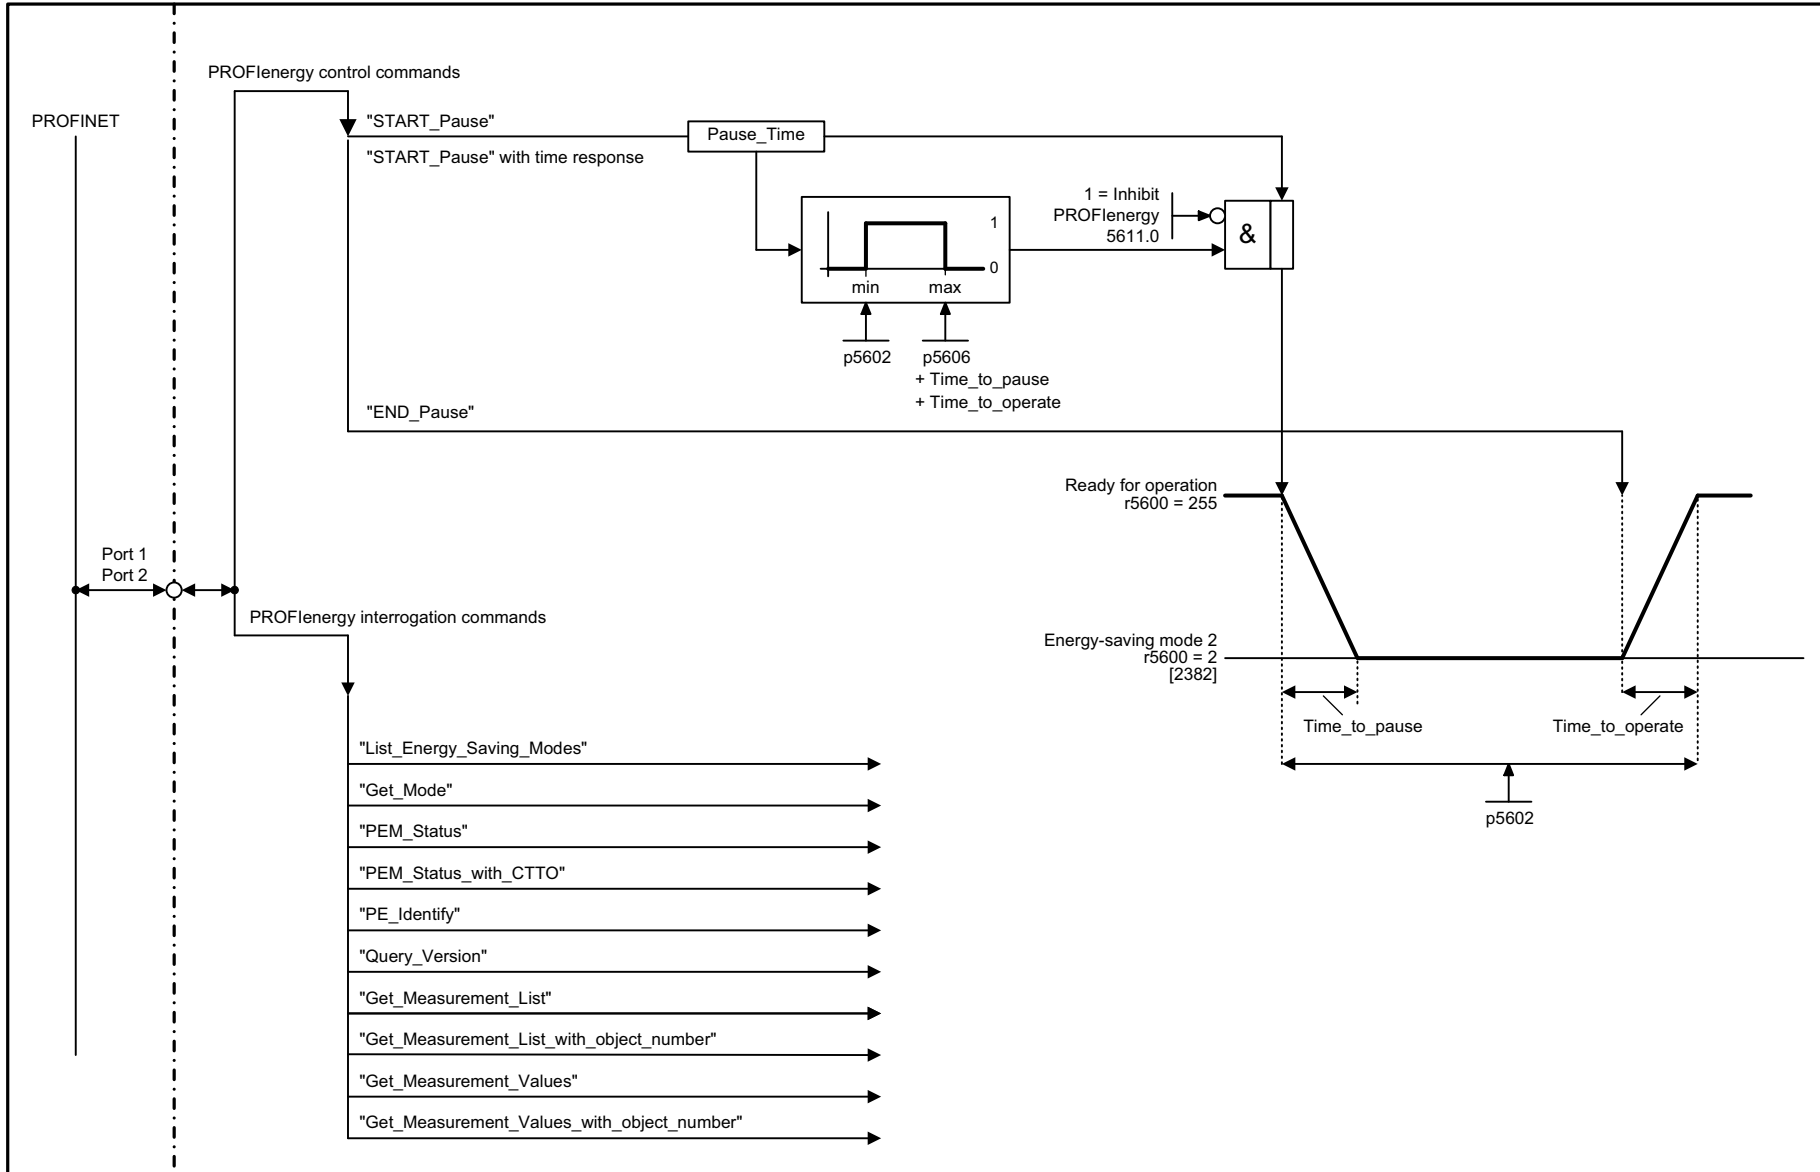 PROFIenergy control commands
PROFINET
"START_Pause"
"START_Pause" with time response
Pause_Time
1 = Inhibit
PROFIenergy
5611.0
&
1
0
min
max
p5602
p5606
+ Time_to_pause
+ Time_to_operate
"END_Pause"
Ready for operation
r5600 = 255
Port 1
Port 2
PROFIenergy interrogation commands
Energy-saving mode 2
r5600 = 2
[2382]
Time_to_pause
Time_to_operate
p5602
"List_Energy_Saving_Modes"
"Get_Mode"
"PEM_Status"
"PEM_Status_with_CTTO"
"PE_Identify"
"Query_Version"
"Get_Measurement_List"
"Get_Measurement_List_with_object_number"
"Get_Measurement_Values"
"Get_Measurement_Values_with_object_number"